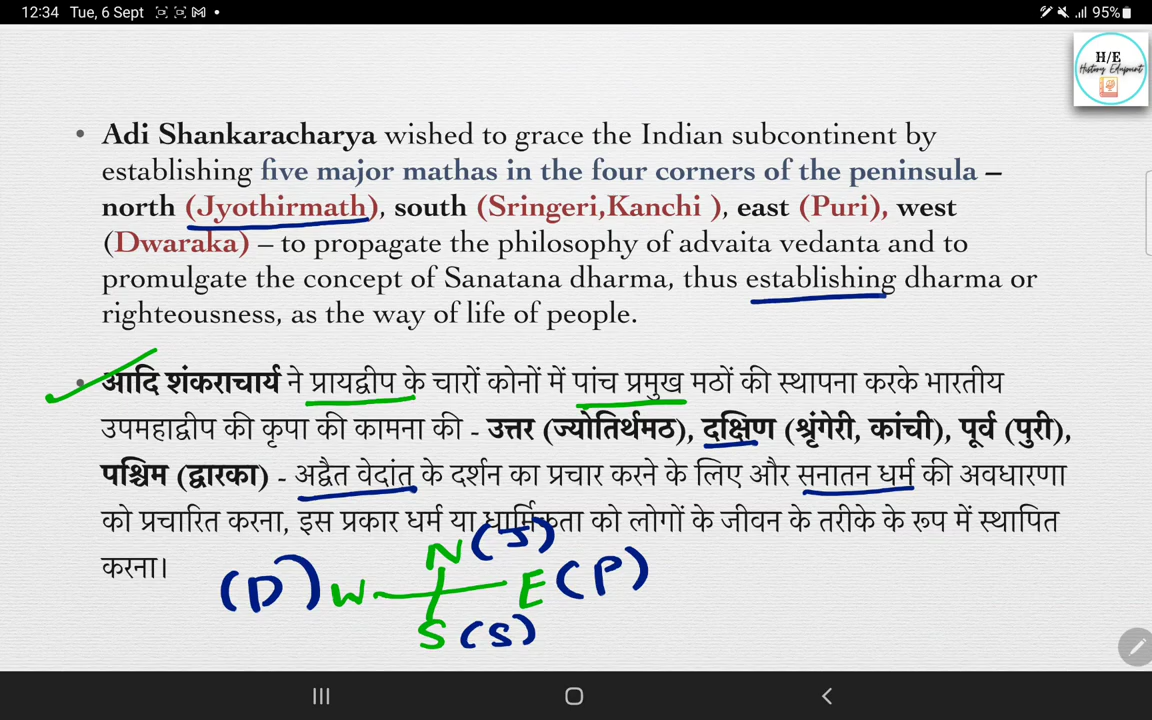 12:34 Tue, 6 Sept
95%
H/E
History Edupoint
• Adi Shankaracharya wished to grace the Indian subcontinent by
establishing five major mathas in the four corners of the peninsula –
north (Jyothirmath), south (Sringeri,Kanchi ), east (Puri), west
(Dwaraka) – to propagate the philosophy of advaita vedanta and to
promulgate the concept of Sanatana dharma, thus establishing dharma or
righteousness, as the way of life of people.
• आदि शंकराचार्य ने प्रायद्वीप के चारों कोनों में पांच प्रमुख मठों की स्थापना करके भारतीय
उपमहाद्वीप की कृपा की कामना की - उत्तर (ज्योतिर्थमठ), दक्षिण (श्रृंगेरी, कांची), पूर्व (पुरी),
पश्चिम (द्वारका) - अद्वैत वेदांत के दर्शन का प्रचार करने के लिए और सनातन धर्म की अवधारणा
को प्रचारित करना, इस प्रकार धर्म या धार्मिकता को लोगों के जीवन के तरीके के रूप में स्थापित
करना।
N (J)
(D) W E (P)
S (S)